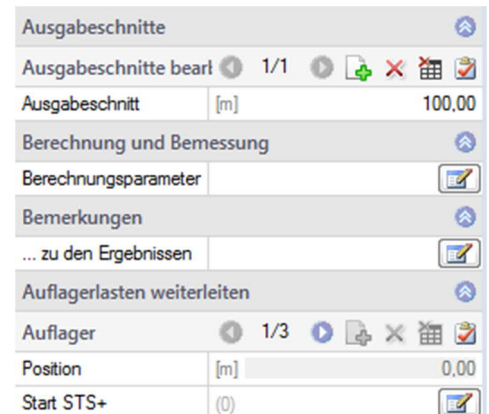 Ausgabeschnitte
Ausgabeschnitte bearl 1/1
Ausgabeschnitt [m] 100,00
Berechnung und Bemessung
Berechnungsparameter
Bemerkungen
... zu den Ergebnissen
Auflagerlasten weiterleiten
Auflager 1/3
Position [m] 0,00
Start STS+ (0)